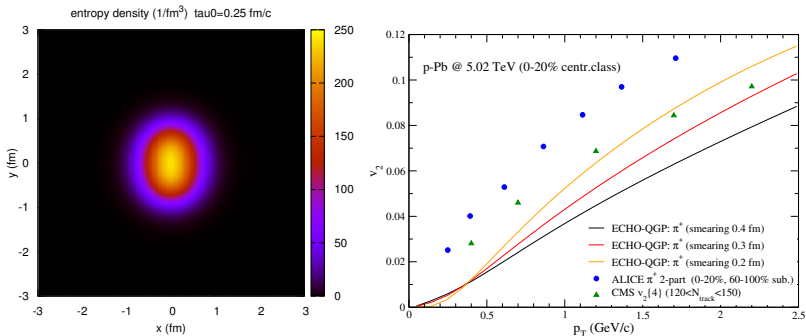 entropy density (1/fm³) tau0=0.25 fm/c
3
2
1
0
-1
-2
-3
-3 -2 -1 0 1 2 3
x (fm)
y (fm)
250
200
150
100
50
0
p-Pb @ 5.02 TeV (0-20% centr.class)
0.12
0.1
0.08
0.06
0.04
0.02
0
v₂
ECHO-QGP: π⁺ (smearing 0.4 fm)
ECHO-QGP: π⁺ (smearing 0.3 fm)
ECHO-QGP: π⁺ (smearing 0.2 fm)
ALICE π⁺ 2-part (0-20%, 60-100% sub.)
CMS v₂[4} (120<N_track<150)
0 0.5 1 1.5 2 2.5
p_T (GeV/c)